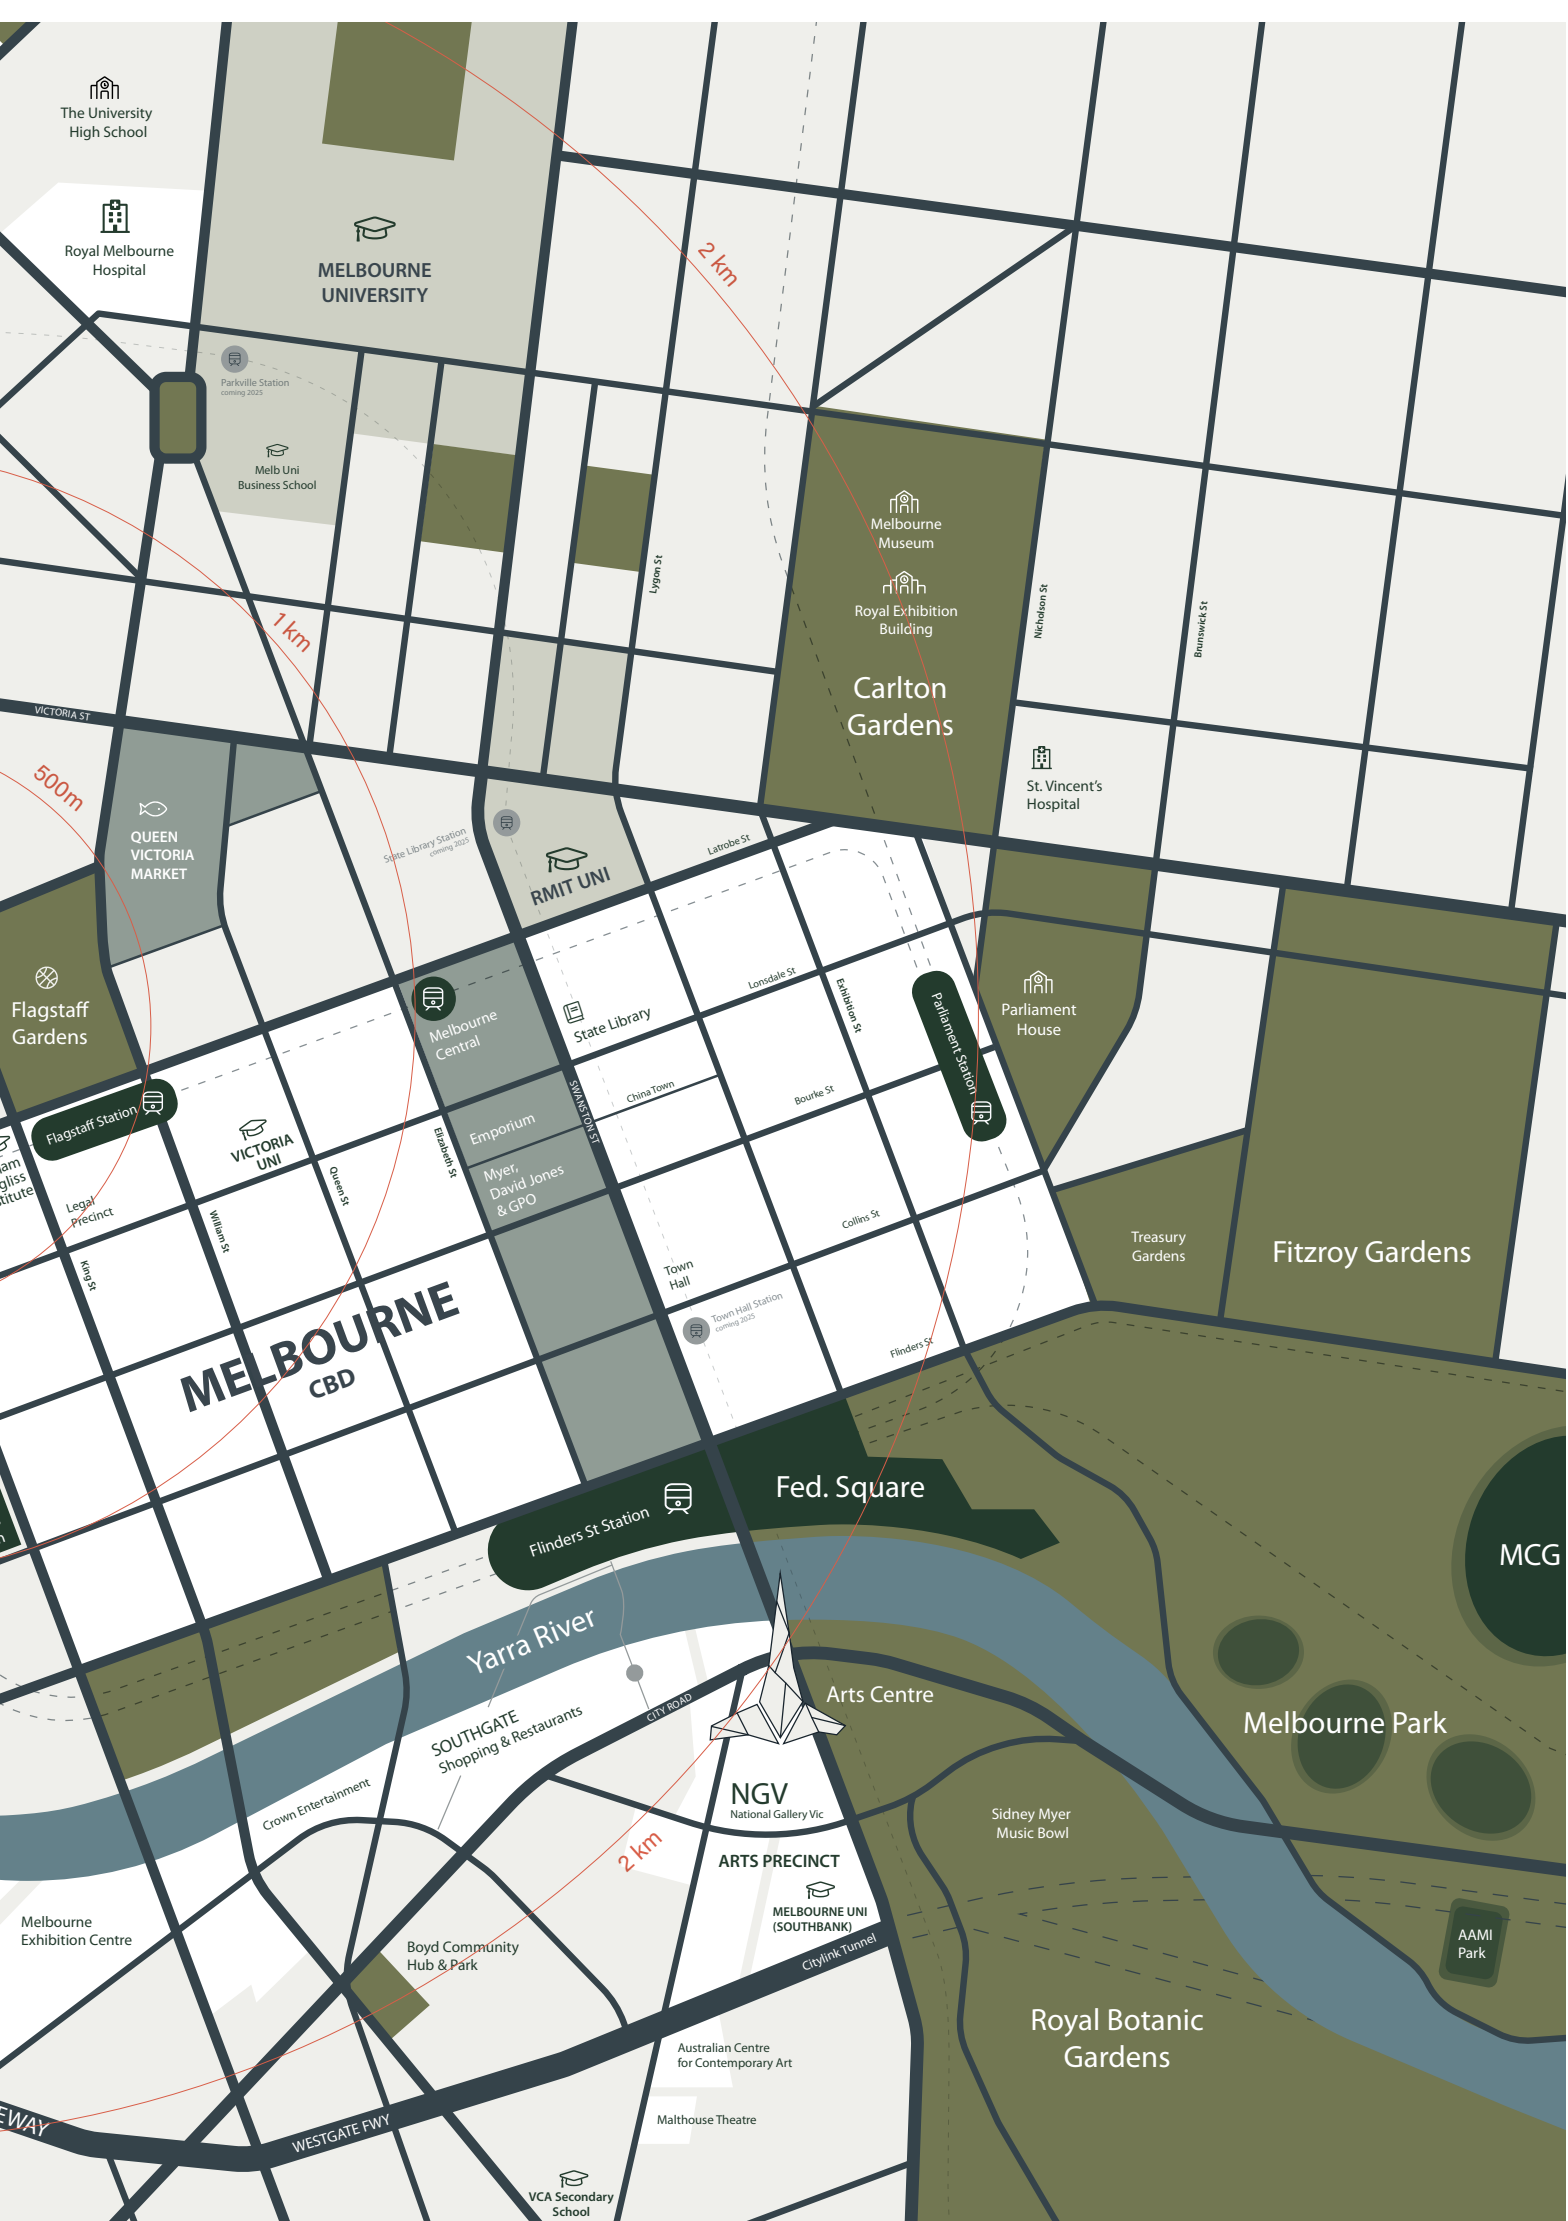 The University
High School
Royal Melbourne
Hospital
MELBOURNE
UNIVERSITY
2 km
Parkville Station
coming 2025
Melb Uni
Business School
Melbourne
Museum
Royal Exhibition
Building
Carlton
Gardens
Lygon St
Nicholson St
Brunswick St
1 km
VICTORIA ST
500m
QUEEN
VICTORIA
MARKET
State Library Station
coming 2025
RMIT UNI
Latrobe St
St. Vincent's
Hospital
Flagstaff
Gardens
Melbourne
Central
State Library
Lonsdale St
Exhibition St
Parliament Station
Parliament
House
Flagstaff Station
VICTORIA
UNI
Legal
Precinct
King St
William St
Queen St
Elizabeth St
Emporium
Myer,
David Jones
& GPO
SWANSTON ST
China Town
Bourke St
Collins St
Town
Hall
Town Hall Station
coming 2025
Flinders St
Treasury
Gardens
Fitzroy Gardens
MELBOURNE
CBD
Flinders St Station
Fed. Square
MCG
Yarra River
Arts Centre
Melbourne Park
CITY ROAD
SOUTHGATE
Shopping & Restaurants
Crown Entertainment
NGV
National Gallery Vic
2 km
ARTS PRECINCT
MELBOURNE UNI
(SOUTHBANK)
Citylink Tunnel
Sidney Myer
Music Bowl
AAMI
Park
Melbourne
Exhibition Centre
Boyd Community
Hub & Park
Royal Botanic
Gardens
Australian Centre
for Contemporary Art
Malthouse Theatre
EWAY
WESTGATE FWY
VCA Secondary
School